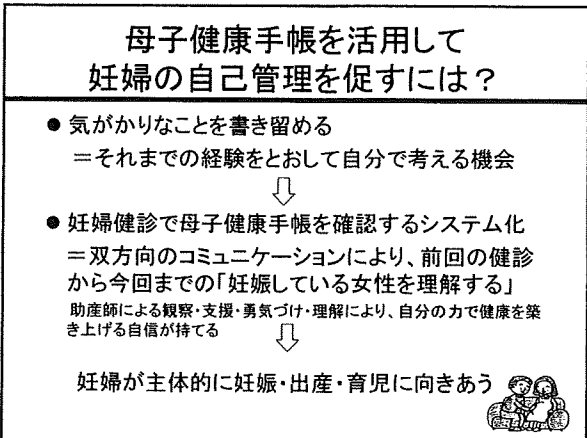 母子健康手帳を活用して
妊婦の自己管理を促すには？
● 気がかりなことを書き留める
＝それまでの経験をとおして自分で考える機会
● 妊婦健診で母子健康手帳を確認するシステム化
＝双方向のコミュニケーションにより、前回の健診
から今回までの「妊娠している女性を理解する」
助産師による観察・支援・勇気づけ・理解により、自分の力で健康を築
き上げる自信が持てる
妊婦が主体的に妊娠・出産・育児に向きあう